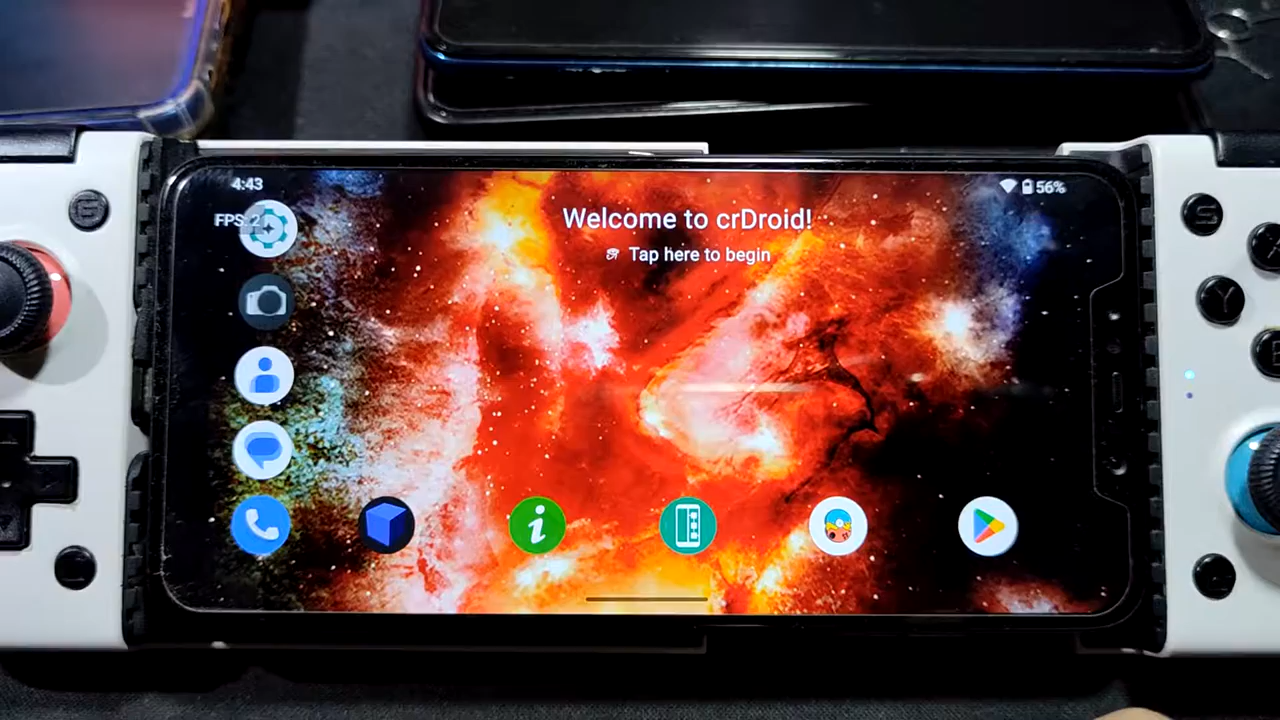 4:43
56%
FPS:2
Welcome to crDroid!
Tap here to begin
S
X
Y